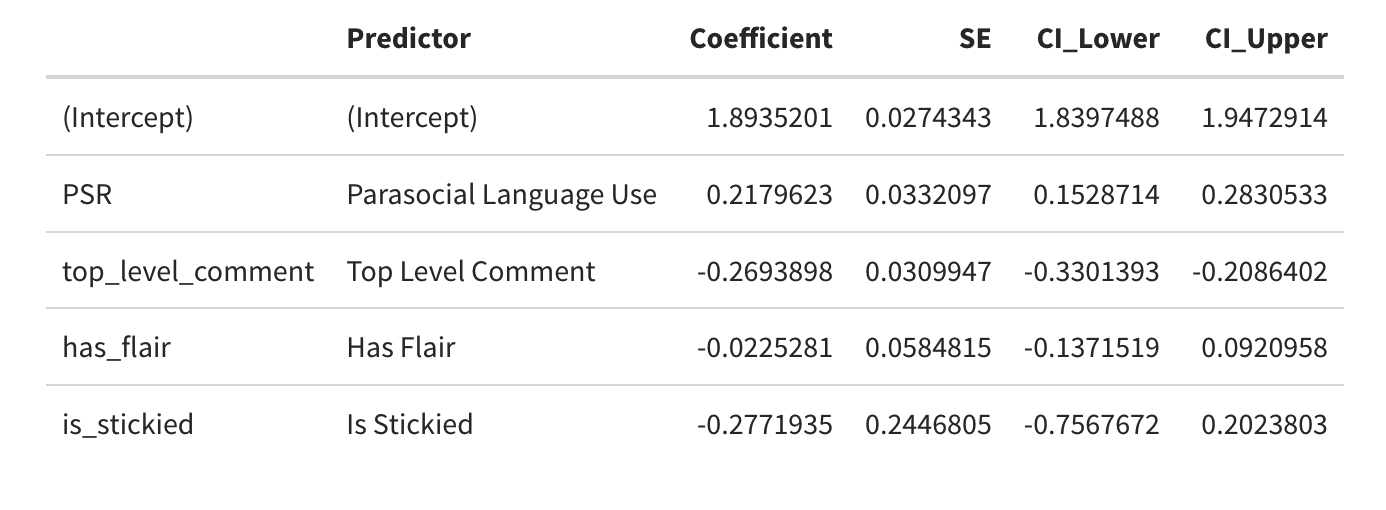 Predictor Coefficient SE CI_Lower CI_Upper
(Intercept) (Intercept) 1.8935201 0.0274343 1.8397488 1.9472914
PSR Parasocial Language Use 0.2179623 0.0332097 0.1528714 0.2830533
top_level_comment Top Level Comment -0.2693898 0.0309947 -0.3301393 -0.2086402
has_flair Has Flair -0.0225281 0.0584815 -0.1371519 0.0920958
is_stickied Is Stickied -0.2771935 0.2446805 -0.7567672 0.2023803